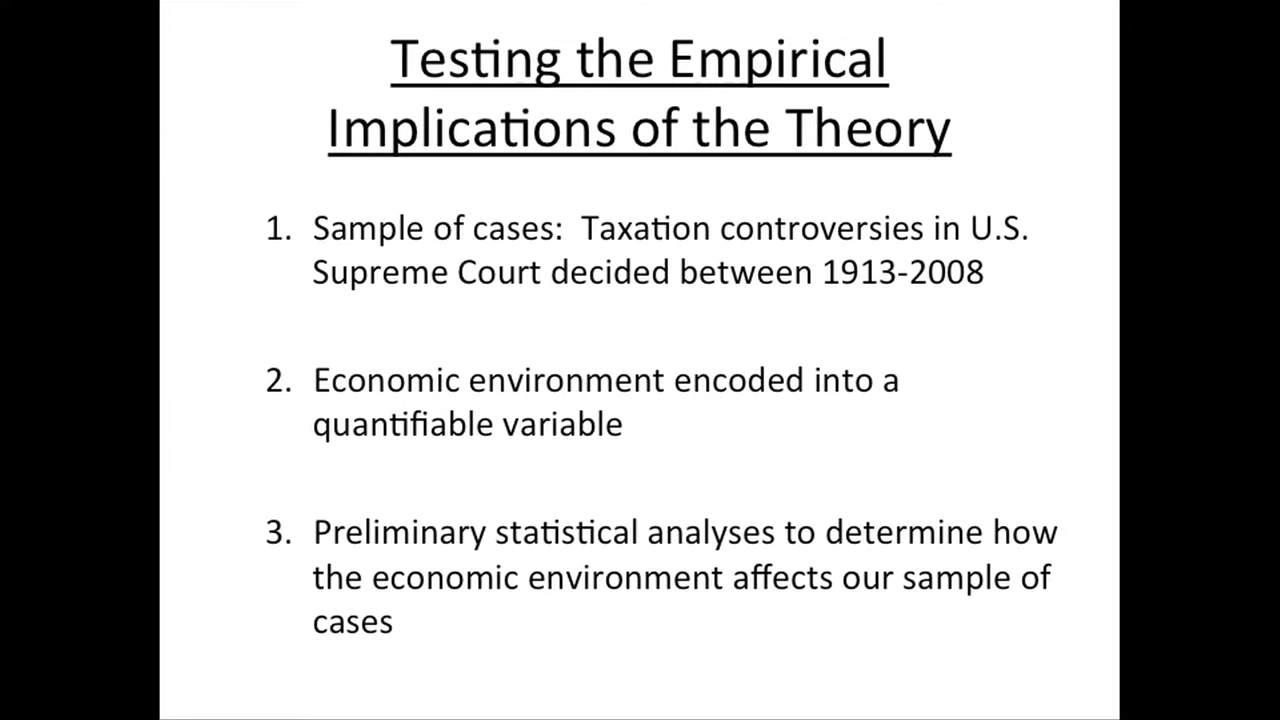 Testing the Empirical
Implications of the Theory
1. Sample of cases: Taxation controversies in U.S.
Supreme Court decided between 1913-2008
2. Economic environment encoded into a
quantifiable variable
3. Preliminary statistical analyses to determine how
the economic environment affects our sample of
cases